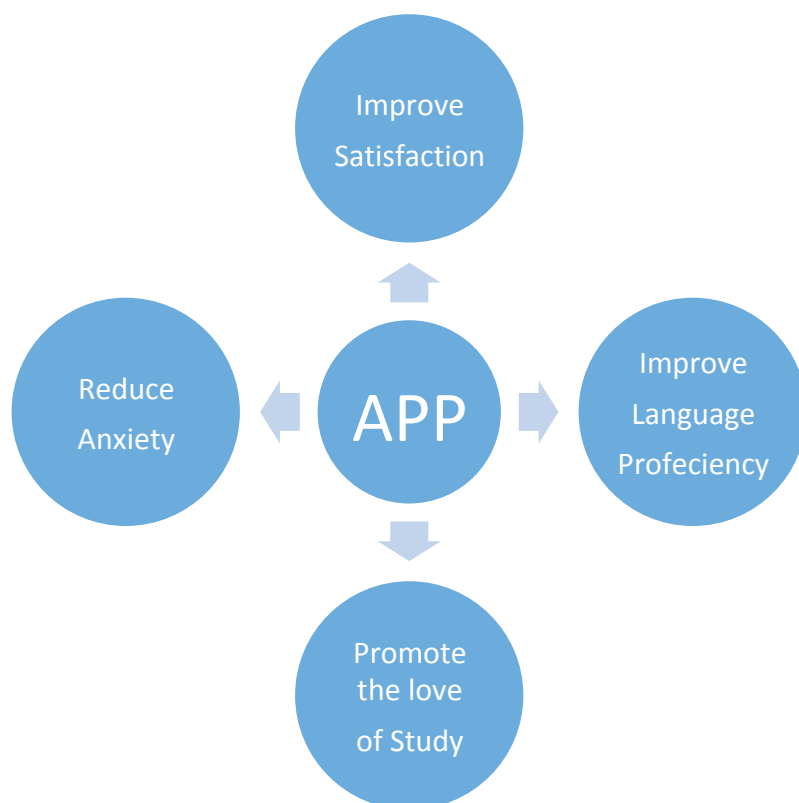 Improve
Satisfaction
Reduce
Anxiety
APP
Improve
Language
Profeciency
Promote
the love
of Study